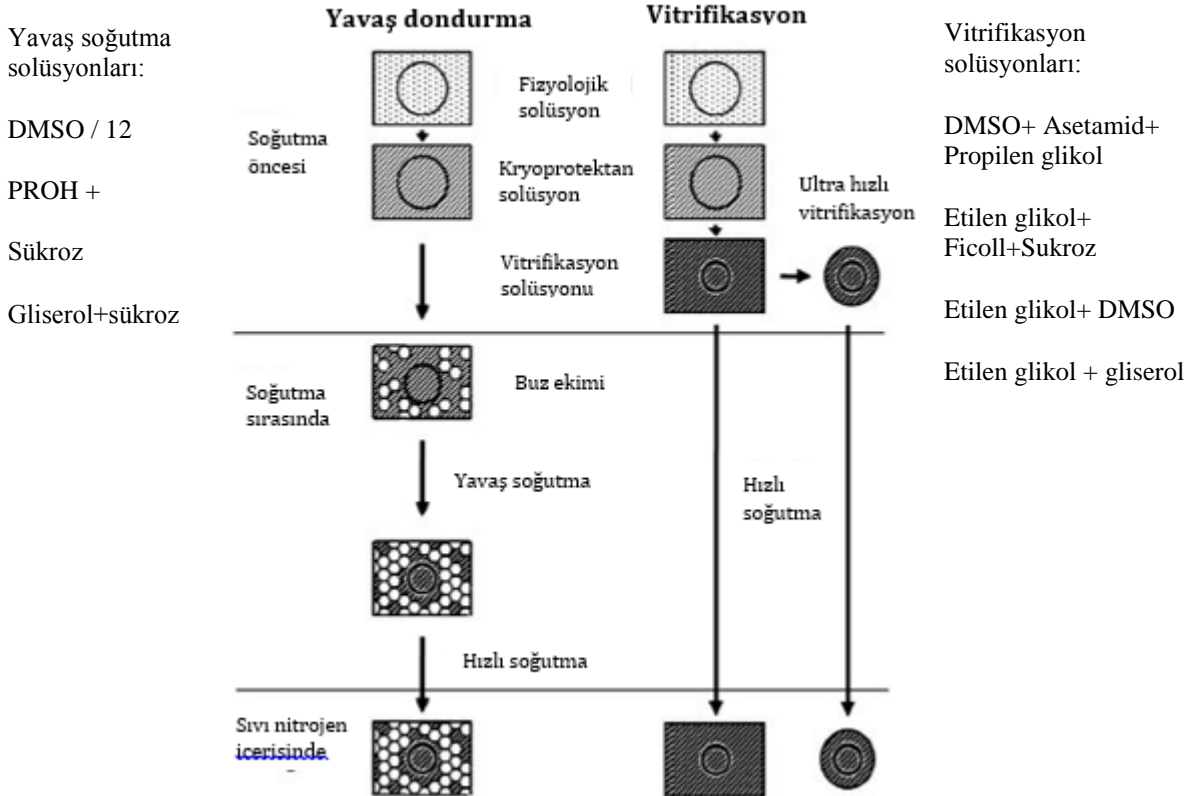 Yavaş soğutma
solüsyonları:
DMSO / 12
PROH +
Sükroz
Gliserol+sükroz
Yavaş dondurma
Vitrifikasyon
Fizyolojik
solüsyon
Soğutma
öncesi
Kryoprotektan
solüsyon
Ultra hızlı
vitrifikasyon
Vitrifikasyon
solüsyonu
Soğutma
sırasında
Buz ekimi
Yavaş soğutma
Hızlı
soğutma
Hızlı soğutma
Sıvı nitrojen
içerisinde
Vitrifikasyon
solüsyonları:
DMSO+ Asetamid+
Propilen glikol
Etilen glikol+
Ficoll+Sukroz
Etilen glikol+ DMSO
Etilen glikol + gliserol